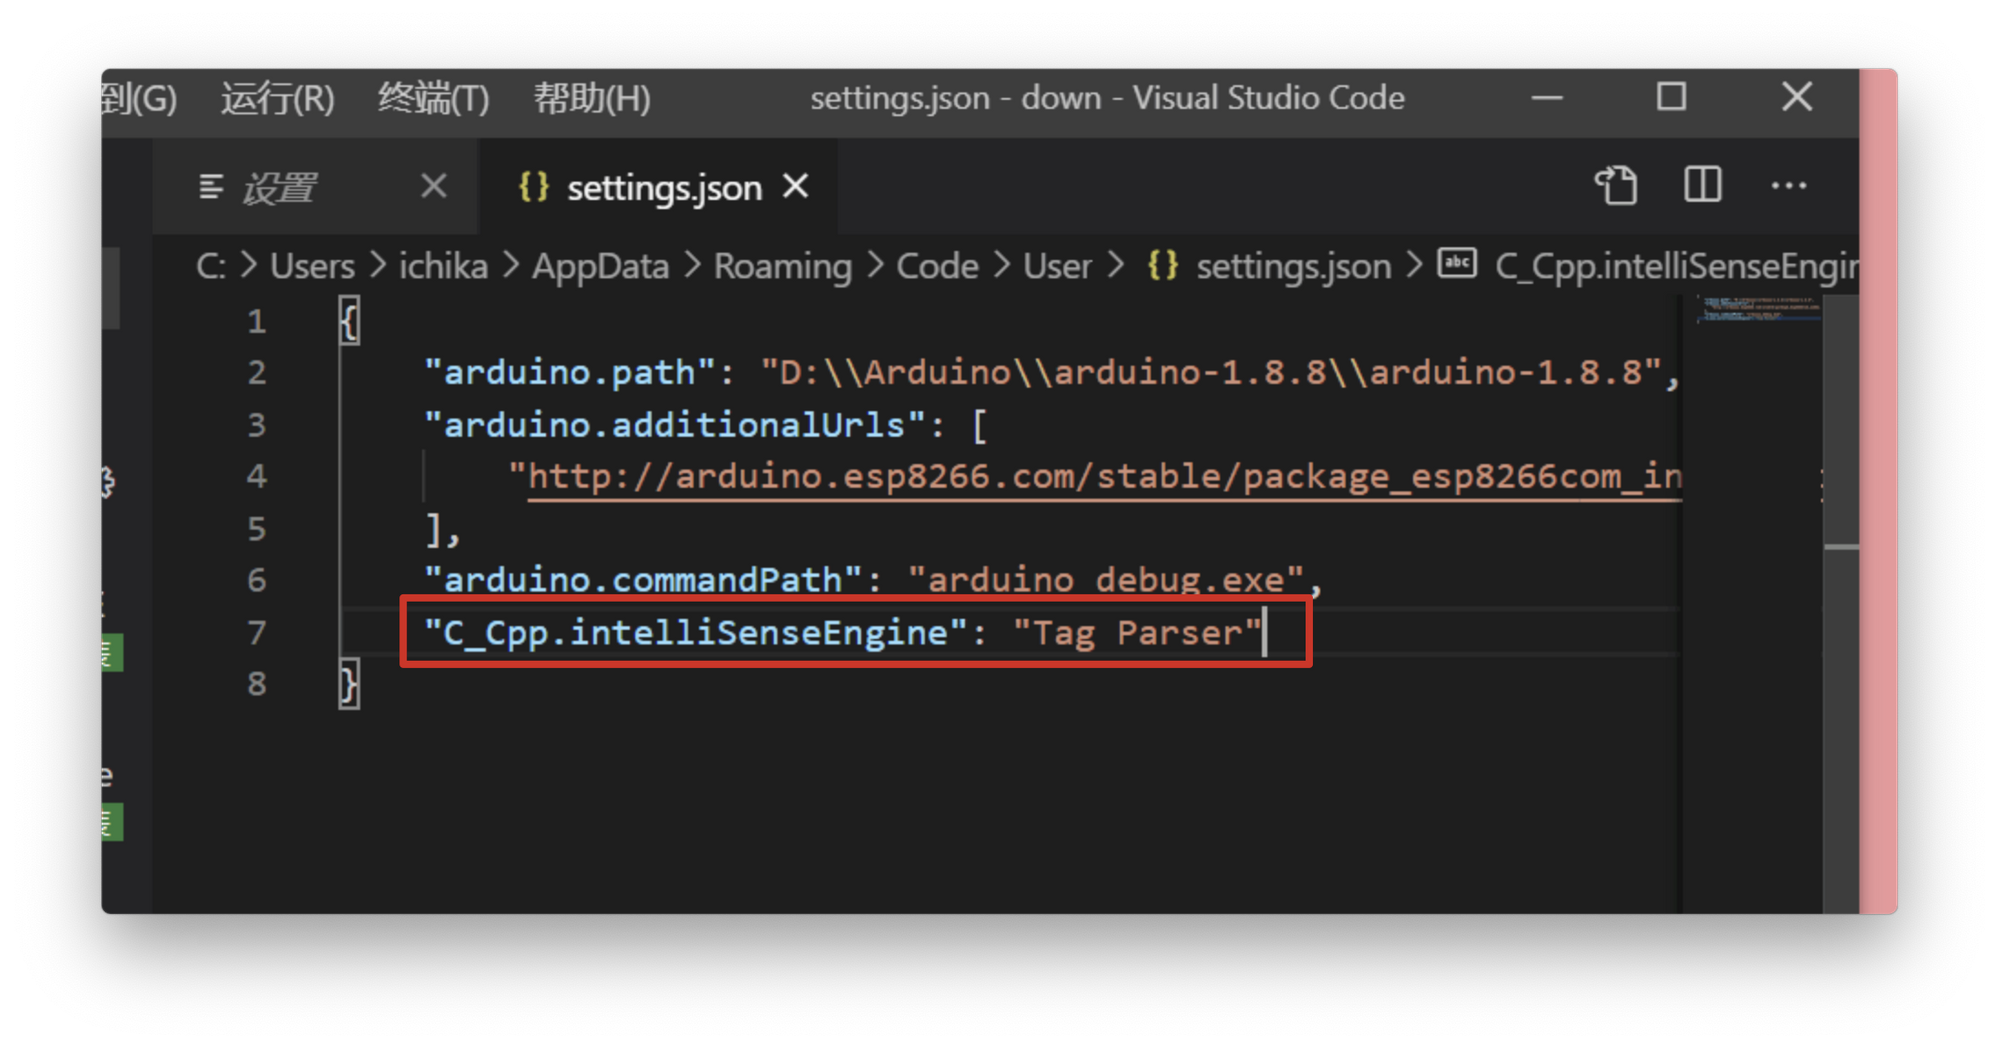 到(G) 运行(R) 终端(T) 帮助(H) settings.json - down - Visual Studio Code
设置 {} settings.json
C: > Users > ichika > AppData > Roaming > Code > User > {} settings.json > abc C_Cpp.intelliSenseEngin
1 {
2 "arduino.path": "D:\\Arduino\\arduino-1.8.8\\arduino-1.8.8",
3 "arduino.additionalUrls": [
4 "http://arduino.esp8266.com/stable/package_esp8266com_in
5 ],
6 "arduino.commandPath": "arduino_debug.exe",
7 "C_Cpp.intelliSenseEngine": "Tag Parser"
8 }